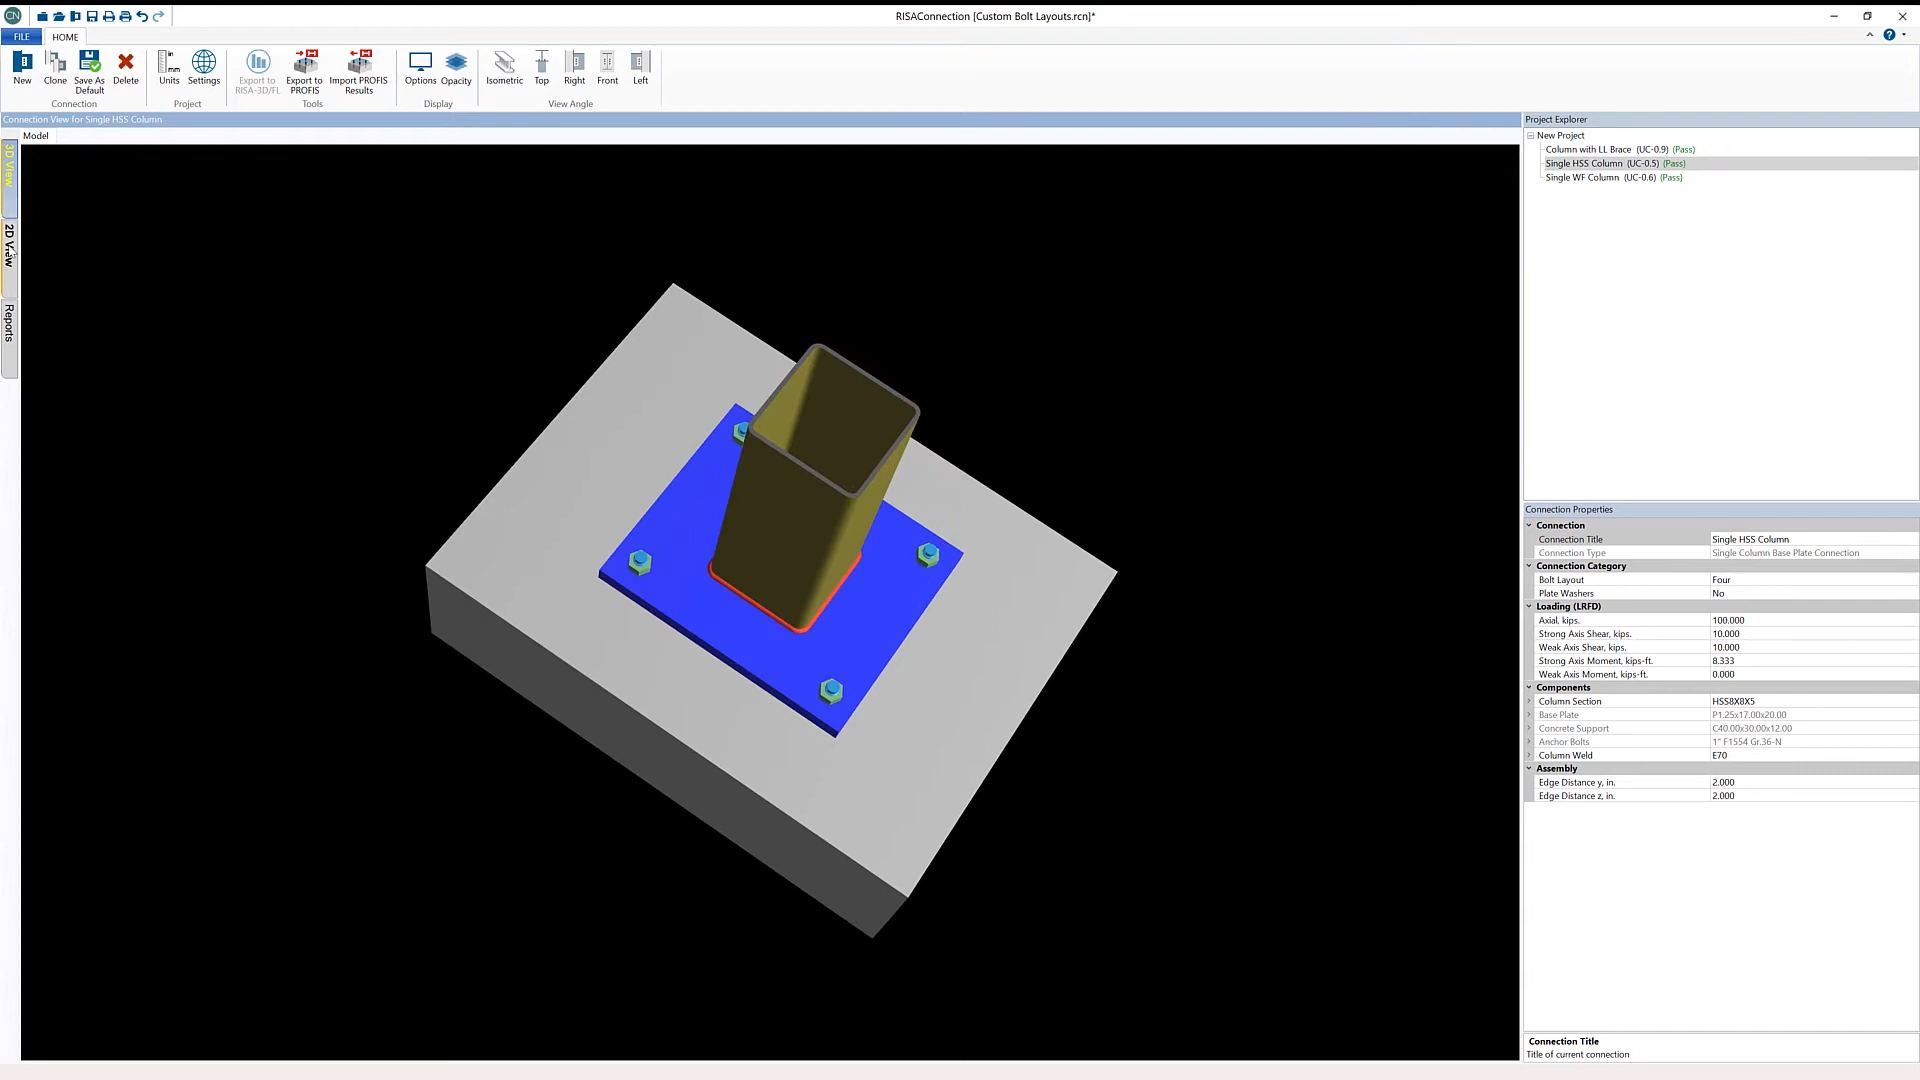 CN
RISAConnection [Custom Bolt Layouts.rcn]*
FILE
HOME
New
Clone
Save As Default
Delete
Units
Settings
Export to RISA-3D/FL
Export to PROFIS
Import PROFIS Results
Options
Opacity
Isometric
Top
Right
Front
Left
Connection
Project
Tools
Display
View Angle
Connection View for Single HSS Column
Model
3D View
2D View
Reports
Project Explorer
New Project
Column with LL Brace (UC-0.9) (Pass)
Single HSS Column (UC-0.5) (Pass)
Single WF Column (UC-0.6) (Pass)
Connection Properties
Connection
Connection Title Single HSS Column
Connection Type Single Column Base Plate Connection
Connection Category
Bolt Layout Four
Plate Washers No
Loading (LRFD)
Axial, kips. 100.000
Strong Axis Shear, kips. 10.000
Weak Axis Shear, kips. 10.000
Strong Axis Moment, kips-ft. 8.333
Weak Axis Moment, kips-ft. 0.000
Components
Column Section HSS8X8X5
Base Plate P1.25x17.00x20.00
Concrete Support C40.00x30.00x12.00
Anchor Bolts 1" F1554 Gr.36-N
Column Weld E70
Assembly
Edge Distance y, in. 2.000
Edge Distance z, in. 2.000
Connection Title
Title of current connection